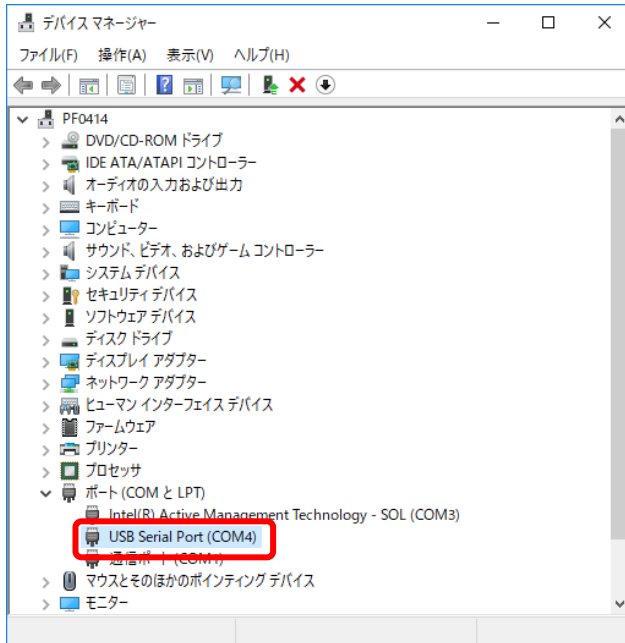 デバイス マネージャー
ファイル(F) 操作(A) 表示(V) ヘルプ(H)
PF0414
DVD/CD-ROM ドライブ
IDE ATA/ATAPI コントローラー
オーディオの入力および出力
キーボード
コンピューター
サウンド、ビデオ、およびゲーム コントローラー
システム デバイス
セキュリティ デバイス
ソフトウェア デバイス
ディスク ドライブ
ディスプレイ アダプター
ネットワーク アダプター
ヒューマン インターフェイス デバイス
ファームウェア
プリンター
プロセッサ
ポート (COM と LPT)
Intel(R) Active Management Technology - SOL (COM3)
USB Serial Port (COM4)
通信ポート (COM1)
マウスとそのほかのポインティング デバイス
モニター